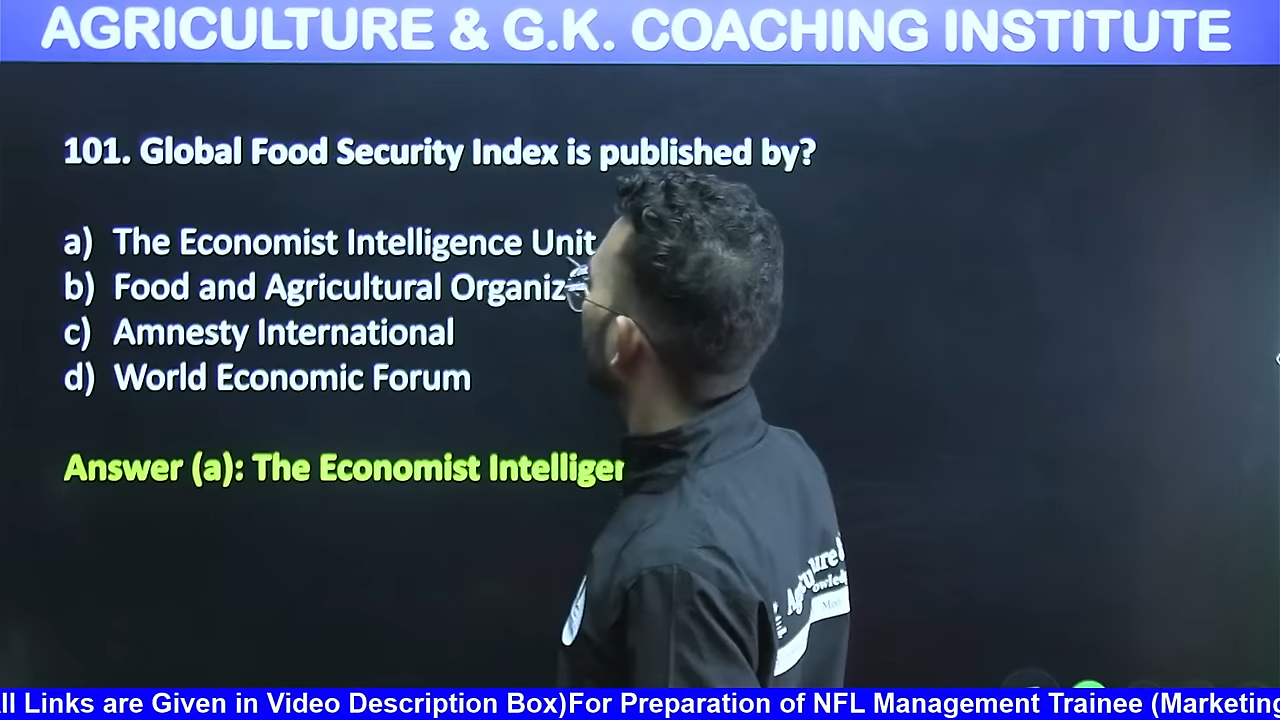 AGRICULTURE & G.K. COACHING INSTITUTE
101. Global Food Security Index is published by?
a) The Economist Intelligence Unit
b) Food and Agricultural Organiz
c) Amnesty International
d) World Economic Forum
Answer (a): The Economist Intelligen
ll Links are Given in Video Description Box)For Preparation of NFL Management Trainee (Marketing